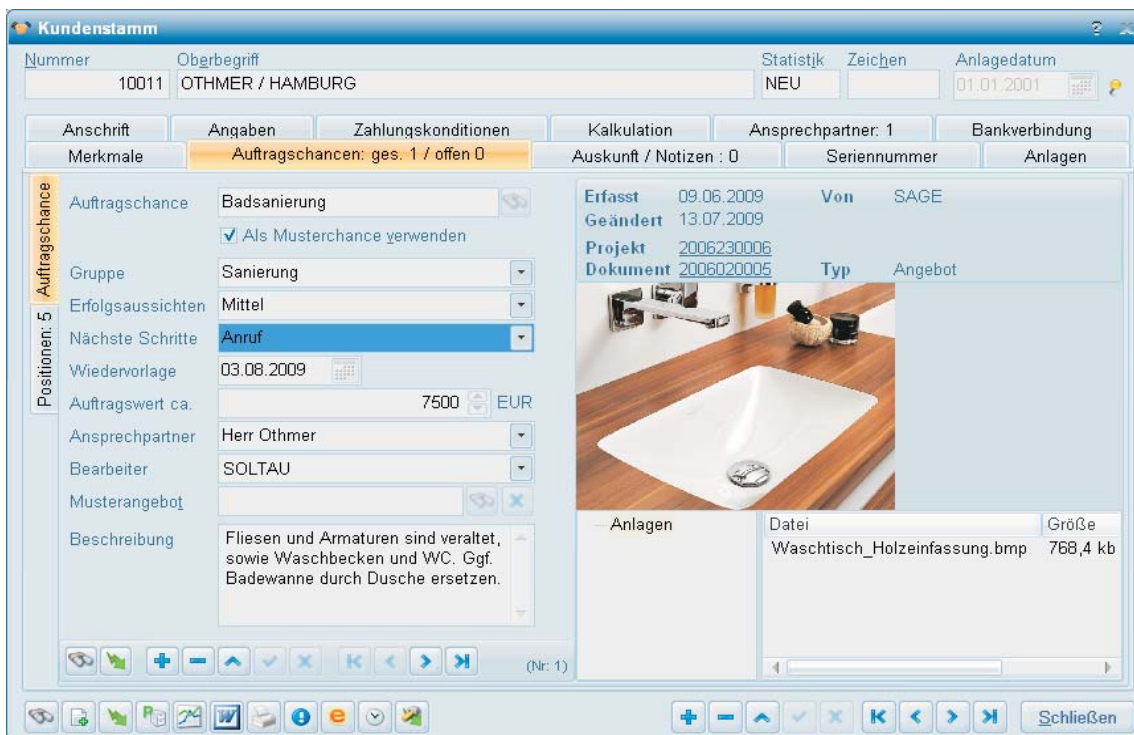 Kundenstamm
Nummer Oberbegriff Statistik Zeichen Anlagedatum
10011 OTHMER / HAMBURG NEU 01.01.2001
Anschrift Angaben Zahlungskonditionen Kalkulation Ansprechpartner: 1 Bankverbindung
Merkmale Auftragschancen: ges. 1 / offen 0 Auskunft / Notizen : 0 Seriennummer Anlagen
Auftragschance
Positionen: 5
Auftragschance Badsanierung
Als Musterchance verwenden
Gruppe Sanierung
Erfolgsaussichten Mittel
Nächste Schritte Anruf
Wiedervorlage 03.08.2009
Auftragswert ca. 7500 EUR
Ansprechpartner Herr Othmer
Bearbeiter SOLTAU
Musterangebot
Beschreibung Fliesen und Armaturen sind veraltet,
sowie Waschbecken und WC. Ggf.
Badewanne durch Dusche ersetzen.
(Nr: 1)
Erfasst 09.06.2009 Von SAGE
Geändert 13.07.2009
Projekt 2006230006
Dokument 2006020005 Typ Angebot
Anlagen Datei Größe
Waschtisch_Holzeinfassung.bmp 768,4 kb
Schließen